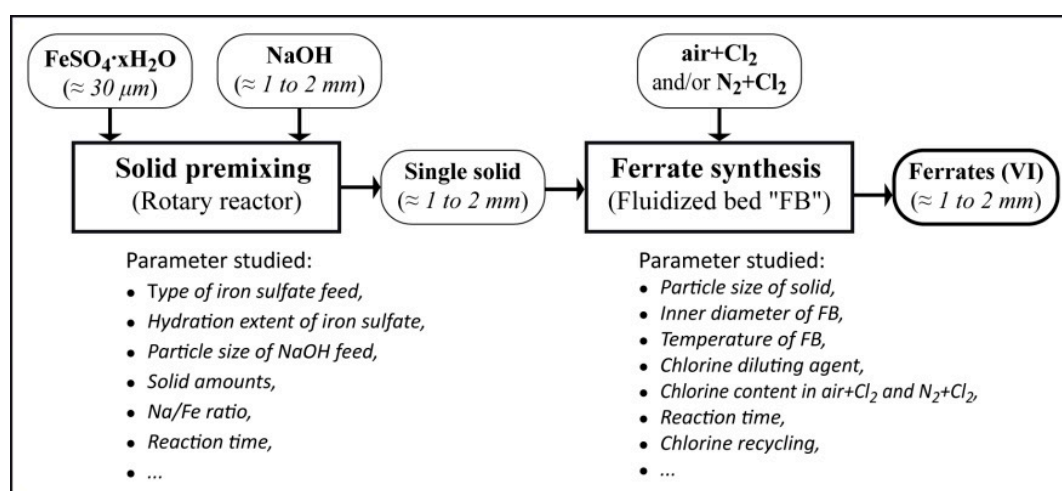 FeSO₄·xH₂O
(≈ 30 μm)
NaOH
(≈ 1 to 2 mm)
air+Cl₂
and/or N₂+Cl₂
Solid premixing
(Rotary reactor)
Single solid
(≈ 1 to 2 mm)
Ferrate synthesis
(Fluidized bed "FB")
Ferrates (VI)
(≈ 1 to 2 mm)
Parameter studied:
• Type of iron sulfate feed,
• Hydration extent of iron sulfate,
• Particle size of NaOH feed,
• Solid amounts,
• Na/Fe ratio,
• Reaction time,
• ...
Parameter studied:
• Particle size of solid,
• Inner diameter of FB,
• Temperature of FB,
• Chlorine diluting agent,
• Chlorine content in air+Cl₂ and N₂+Cl₂,
• Reaction time,
• Chlorine recycling,
• ...